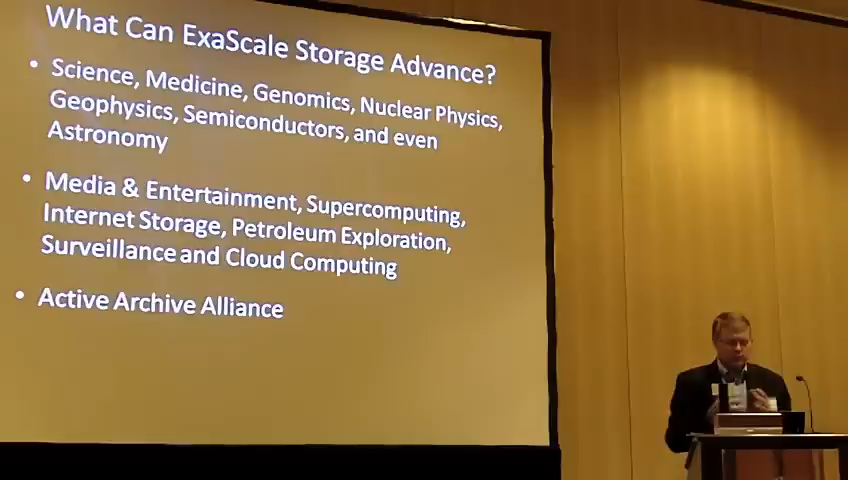 What Can ExaScale Storage Advance?
• Science, Medicine, Genomics, Nuclear Physics,
Geophysics, Semiconductors, and even
Astronomy
• Media & Entertainment, Supercomputing,
Internet Storage, Petroleum Exploration,
Surveillance and Cloud Computing
• Active Archive Alliance